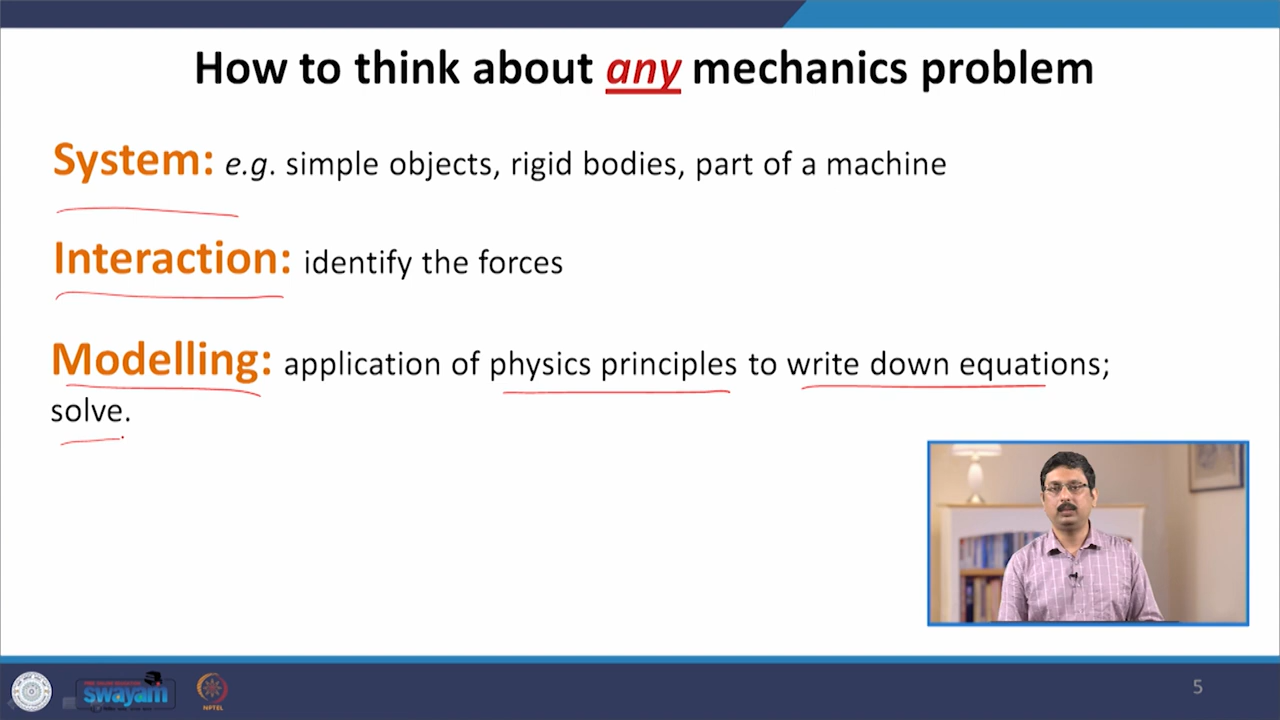 How to think about any mechanics problem
System: e.g. simple objects, rigid bodies, part of a machine
Interaction: identify the forces
Modelling: application of physics principles to write down equations;
solve.
swayam
NPTEL
5